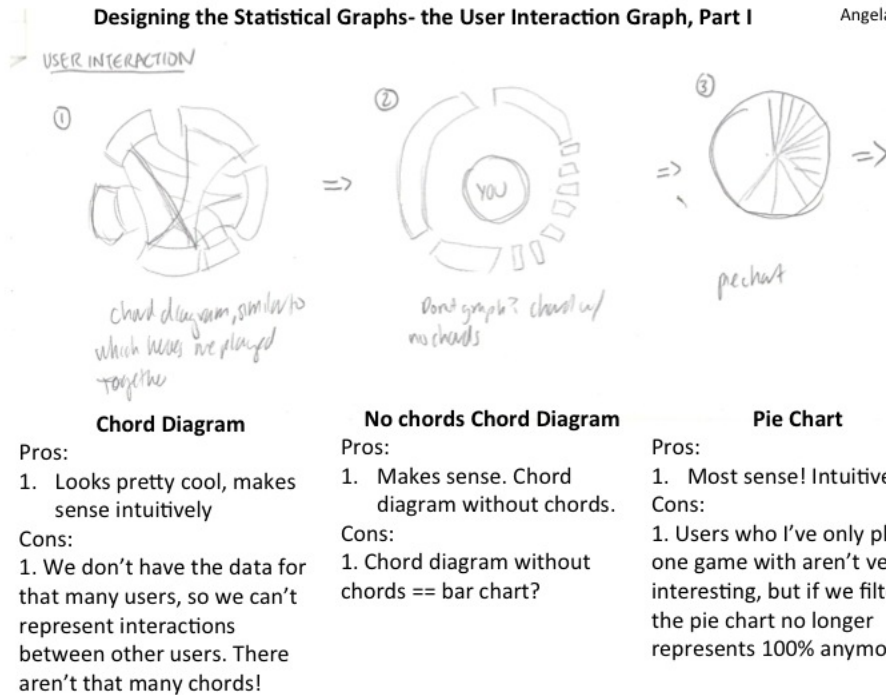 Designing the Statistical Graphs- the User Interaction Graph, Part I
Angela
USER INTERACTION
①
②
③
=>
YOU
=>
=>
chord diagram, similar to
which heroes we played
together
Dont graph? chord w/
no chords
piechart
Chord Diagram
Pros:
1. Looks pretty cool, makes
sense intuitively
Cons:
1. We don’t have the data for
that many users, so we can’t
represent interactions
between other users. There
aren’t that many chords!
No chords Chord Diagram
Pros:
1. Makes sense. Chord
diagram without chords.
Cons:
1. Chord diagram without
chords == bar chart?
Pie Chart
Pros:
1. Most sense! Intuitive
Cons:
1. Users who I’ve only pl
one game with aren’t ve
interesting, but if we filt
the pie chart no longer
represents 100% anymo